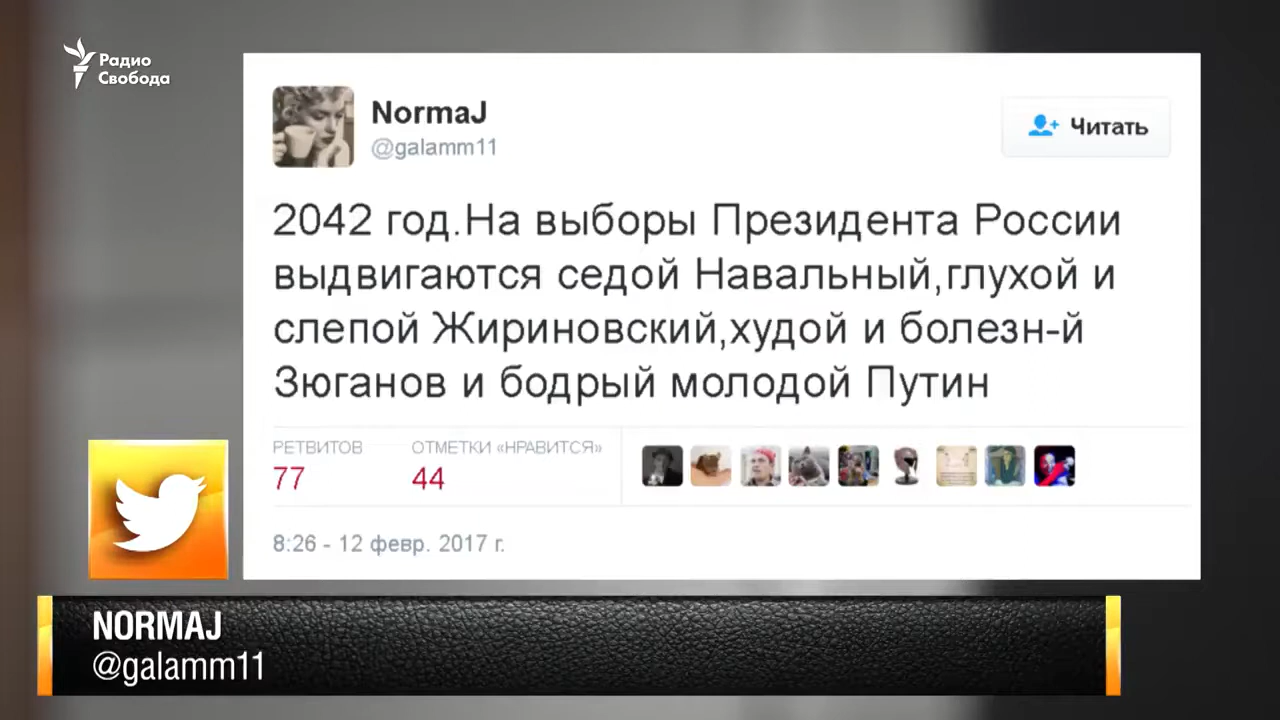 Радио
Свобода
NormaJ
@galamm11
Читать
2042 год.На выборы Президента России
выдвигаются седой Навальный,глухой и
слепой Жириновский,худой и болезн-й
Зюганов и бодрый молодой Путин
РЕТВИТОВ
77
ОТМЕТКИ «НРАВИТСЯ»
44
8:26 - 12 февр. 2017 г.
NORMAJ
@galamm11